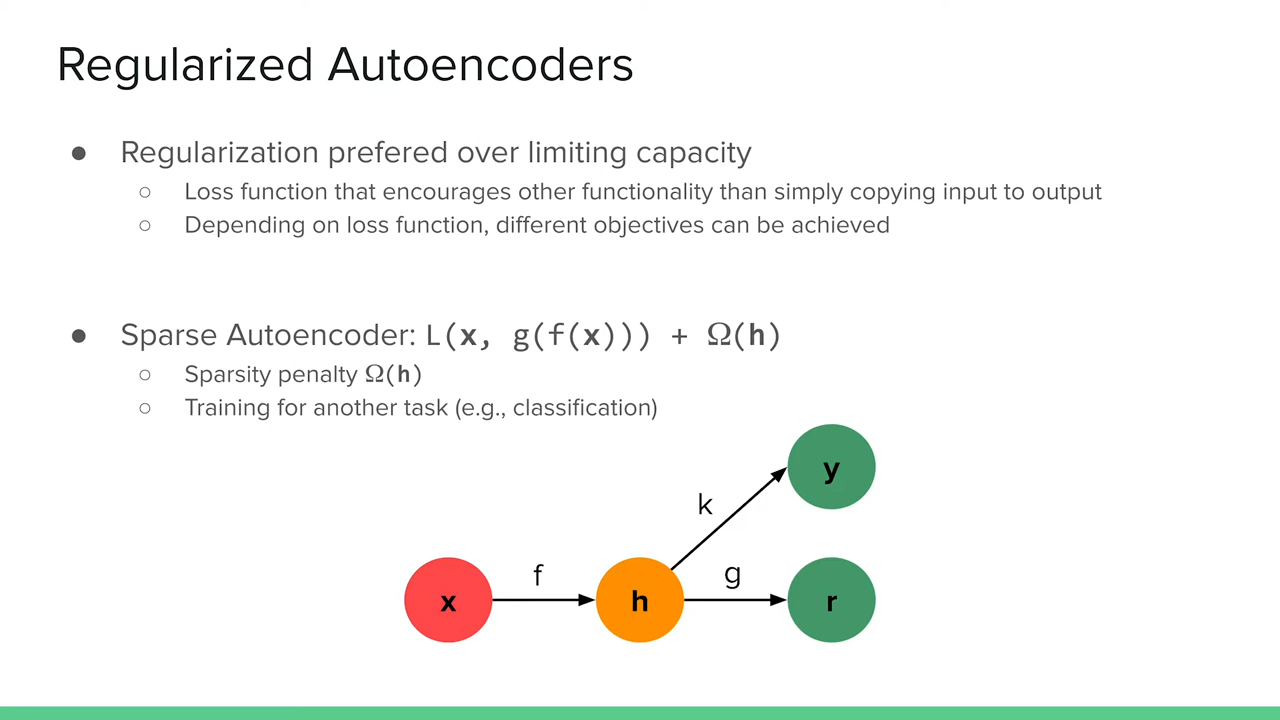 Regularized Autoencoders
● Regularization prefered over limiting capacity
○ Loss function that encourages other functionality than simply copying input to output
○ Depending on loss function, different objectives can be achieved
● Sparse Autoencoder: L(x, g(f(x))) + Ω(h)
○ Sparsity penalty Ω(h)
○ Training for another task (e.g., classification)
y
k
f
g
x
h
r